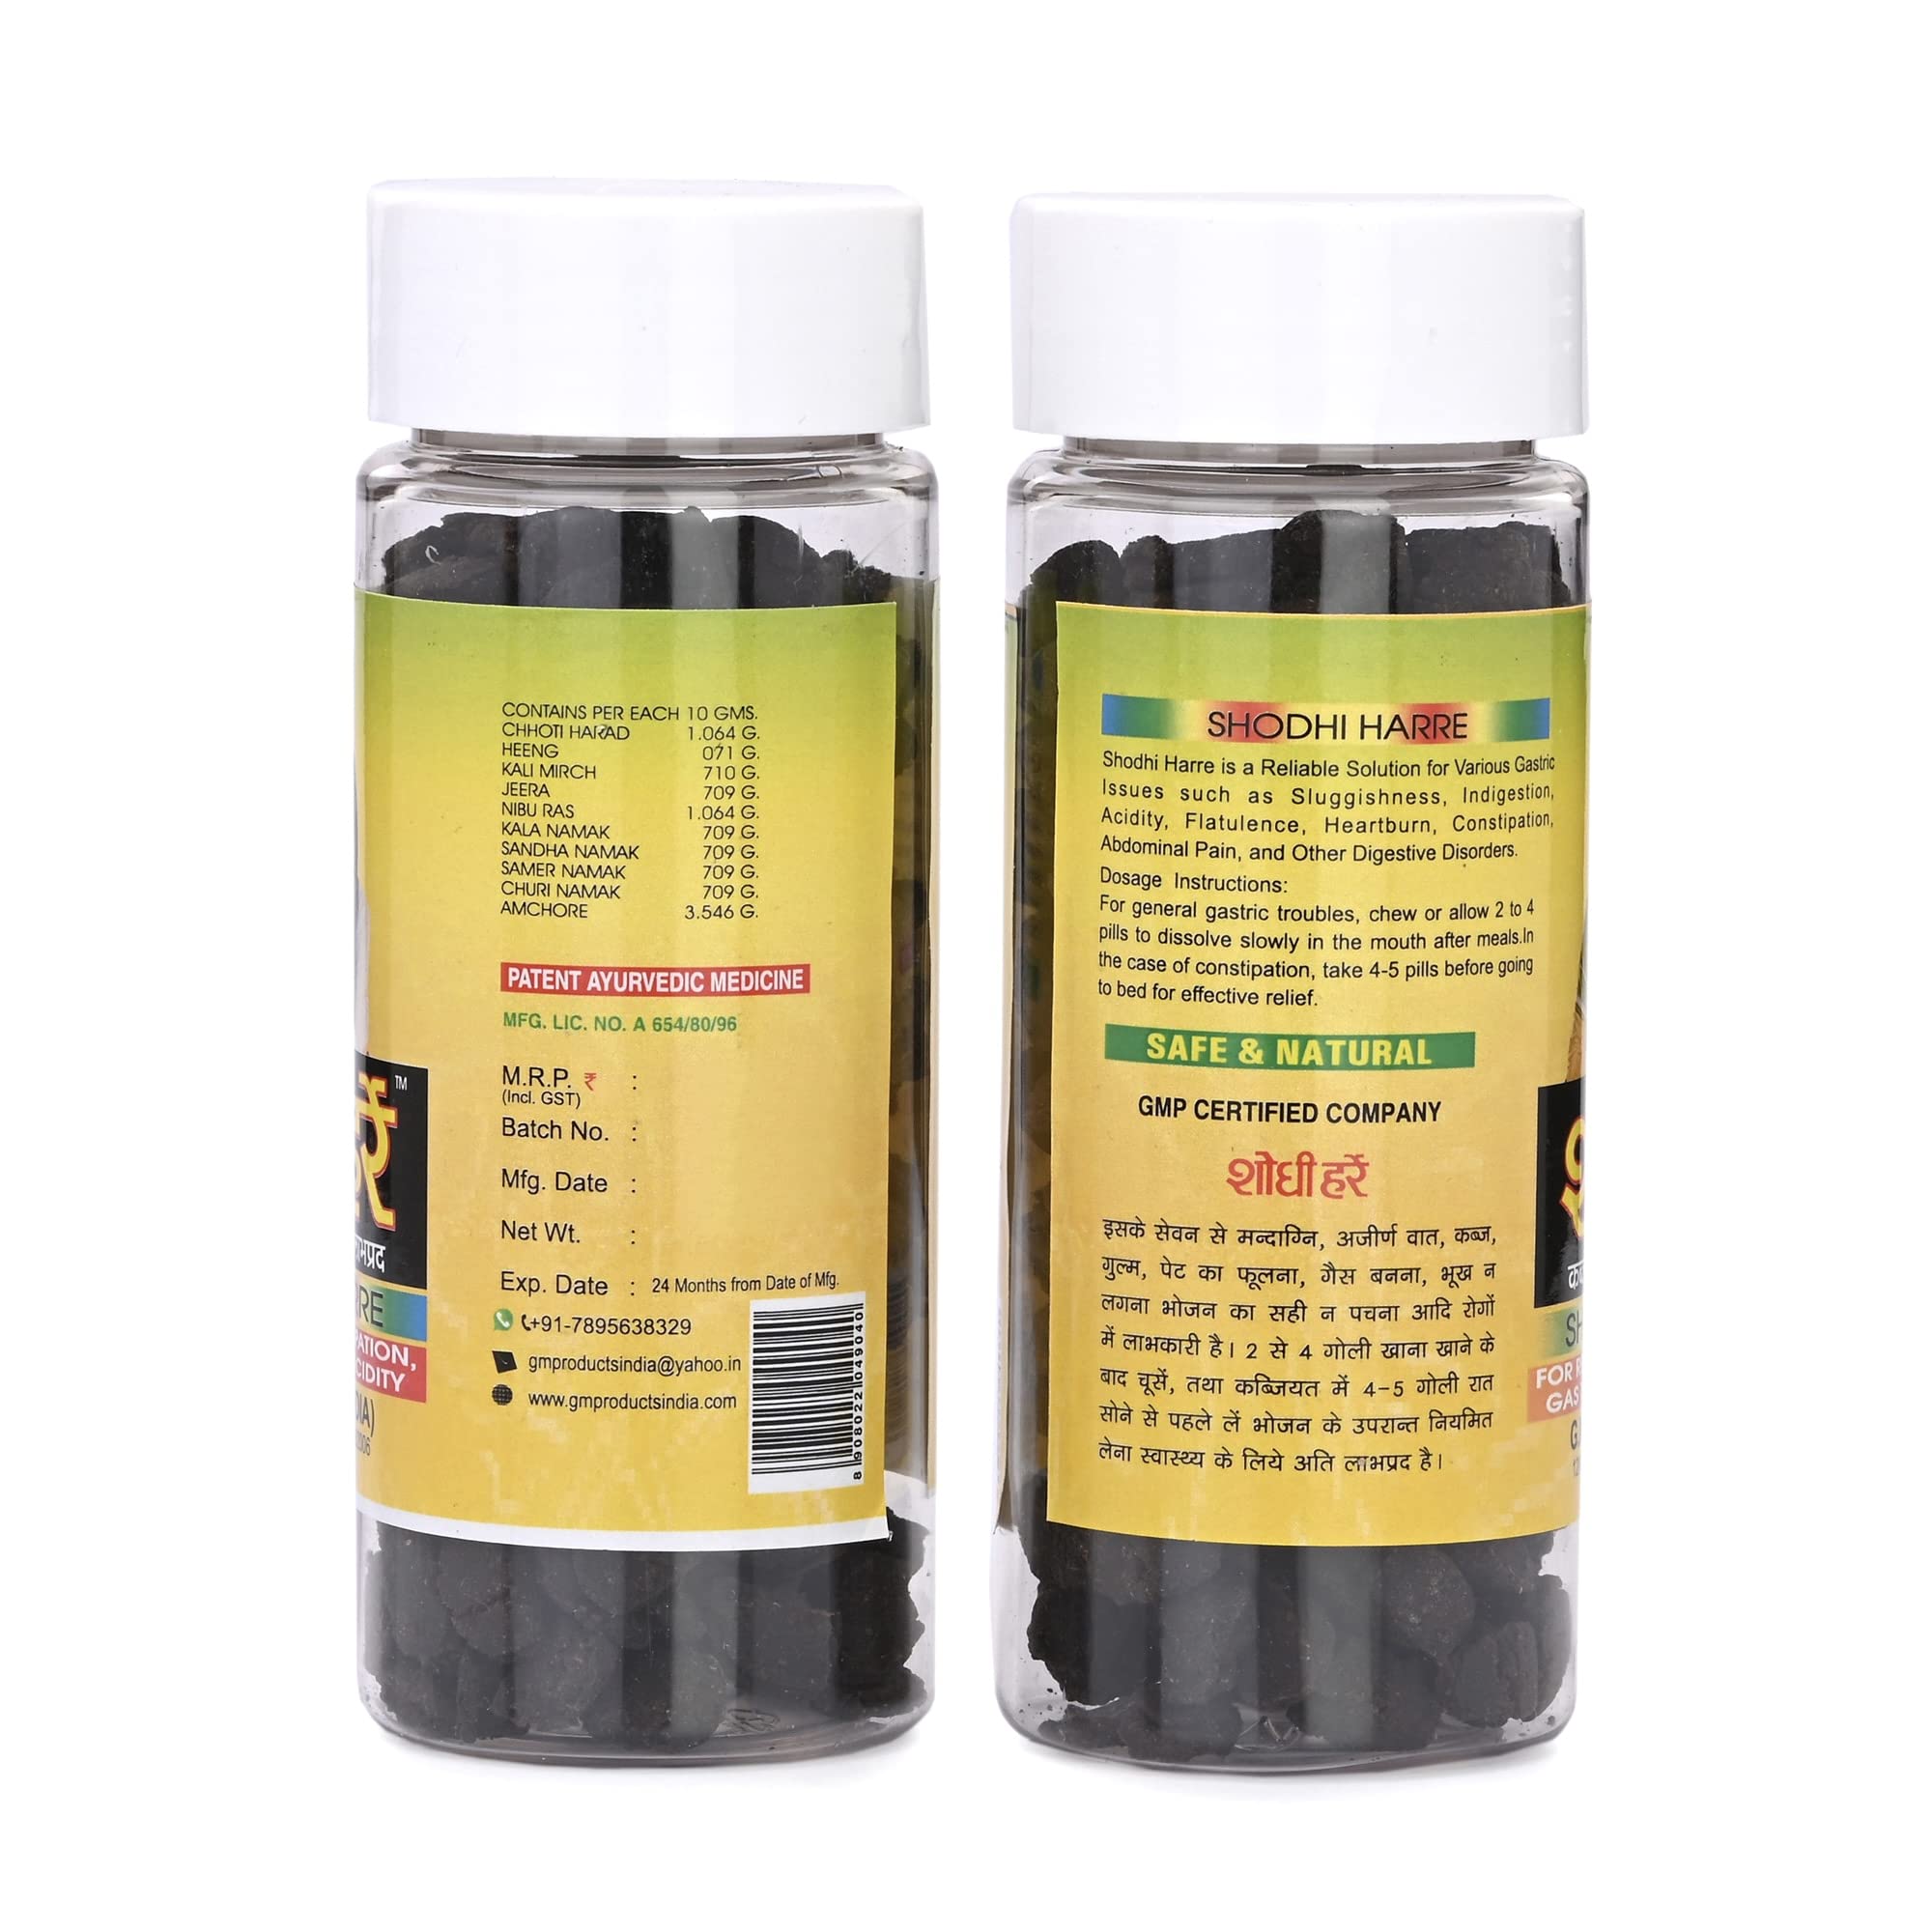 CONTAINS PER EACH 10 GMS.
CHHOTI HARAD 1.064 G.
HEENG 071 G.
KALI MIRCH 710 G.
JEERA 709 G.
NIBU RAS 1.064 G.
KALA NAMAK 709 G.
SANDHA NAMAK 709 G.
SAMER NAMAK 709 G.
CHURI NAMAK 709 G.
AMCHORE 3.546 G.
PATENT AYURVEDIC MEDICINE
MFG. LIC. NO. A 654/80/96
M.R.P. ₹ :
(Incl. GST)
Batch No. :
Mfg. Date :
Net Wt. :
Exp. Date : 24 Months from Date of Mfg.
+91-7895638329
gmproductsindia@yahoo.in
www.gmproductsindia.com
8 908022 049040
TM
SHODHI HARRE
Shodhi Harre is a Reliable Solution for Various Gastric
Issues such as Sluggishness, Indigestion,
Acidity, Flatulence, Heartburn, Constipation,
Abdominal Pain, and Other Digestive Disorders.
Dosage Instructions:
For general gastric troubles, chew or allow 2 to 4
pills to dissolve slowly in the mouth after meals.In
the case of constipation, take 4-5 pills before going
to bed for effective relief.
SAFE & NATURAL
GMP CERTIFIED COMPANY
शोधी हर्रे
इसके सेवन से मन्दाग्नि, अजीर्ण वात, कब्ज,
गुल्म, पेट का फूलना, गैस बनना, भूख न
लगना भोजन का सही न पचना आदि रोगों
में लाभकारी है। 2 से 4 गोली खाना खाने के
बाद चूसें, तथा कब्जियत में 4-5 गोली रात
सोने से पहले लें भोजन के उपरान्त नियमित
लेना स्वास्थ्य के लिये अति लाभप्रद है।
FOR